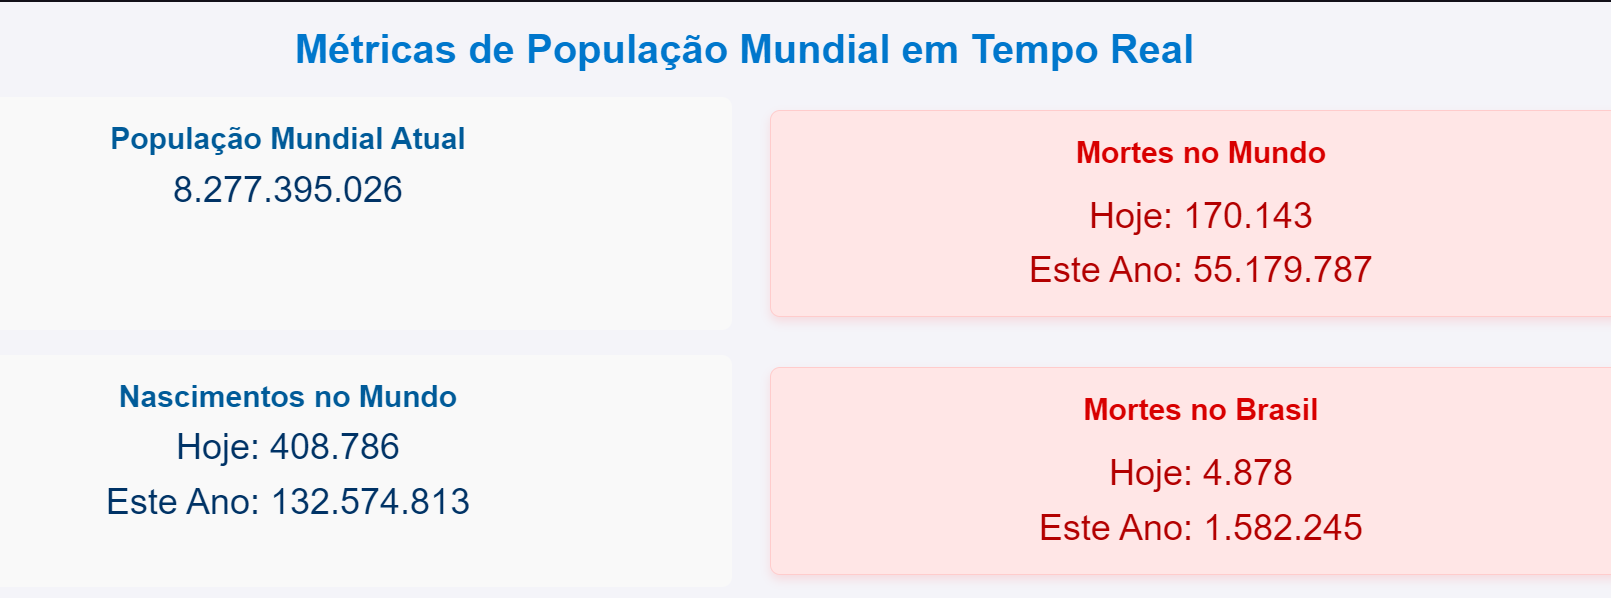 Métricas de População Mundial em Tempo Real
População Mundial Atual
8.277.395.026
Mortes no Mundo
Hoje: 170.143
Este Ano: 55.179.787
Nascimentos no Mundo
Hoje: 408.786
Este Ano: 132.574.813
Mortes no Brasil
Hoje: 4.878
Este Ano: 1.582.245